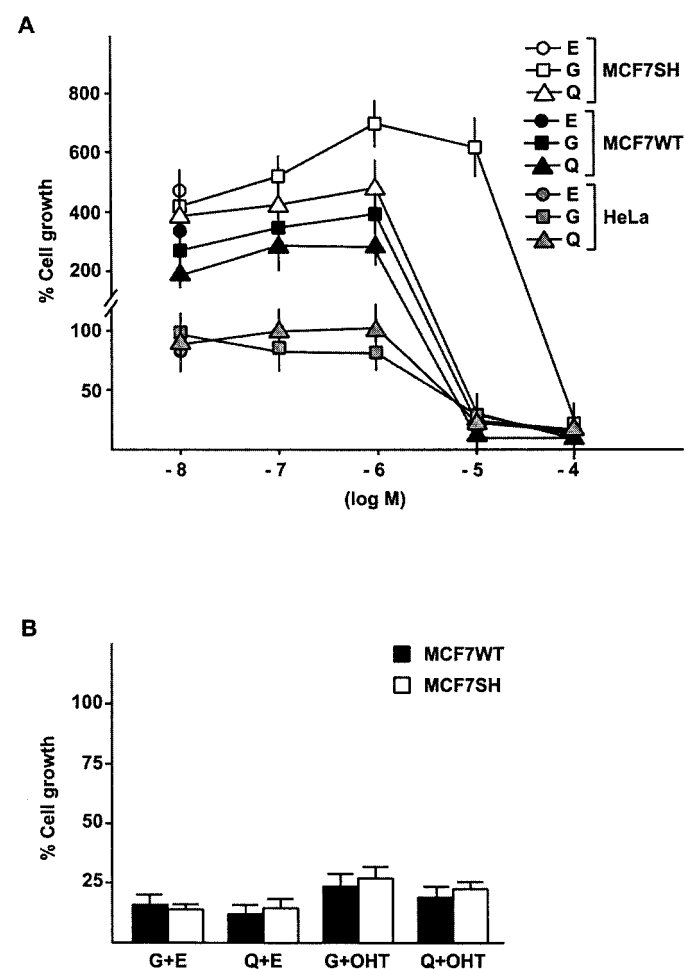 A
E
G MCF7SH
Q
E
G MCF7WT
Q
E
G HeLa
Q
% Cell growth
800
600
400
200
100
50
- 8 - 7 - 6 - 5 - 4
(log M)
B
MCF7WT
MCF7SH
% Cell growth
100
75
50
25
G+E Q+E G+OHT Q+OHT